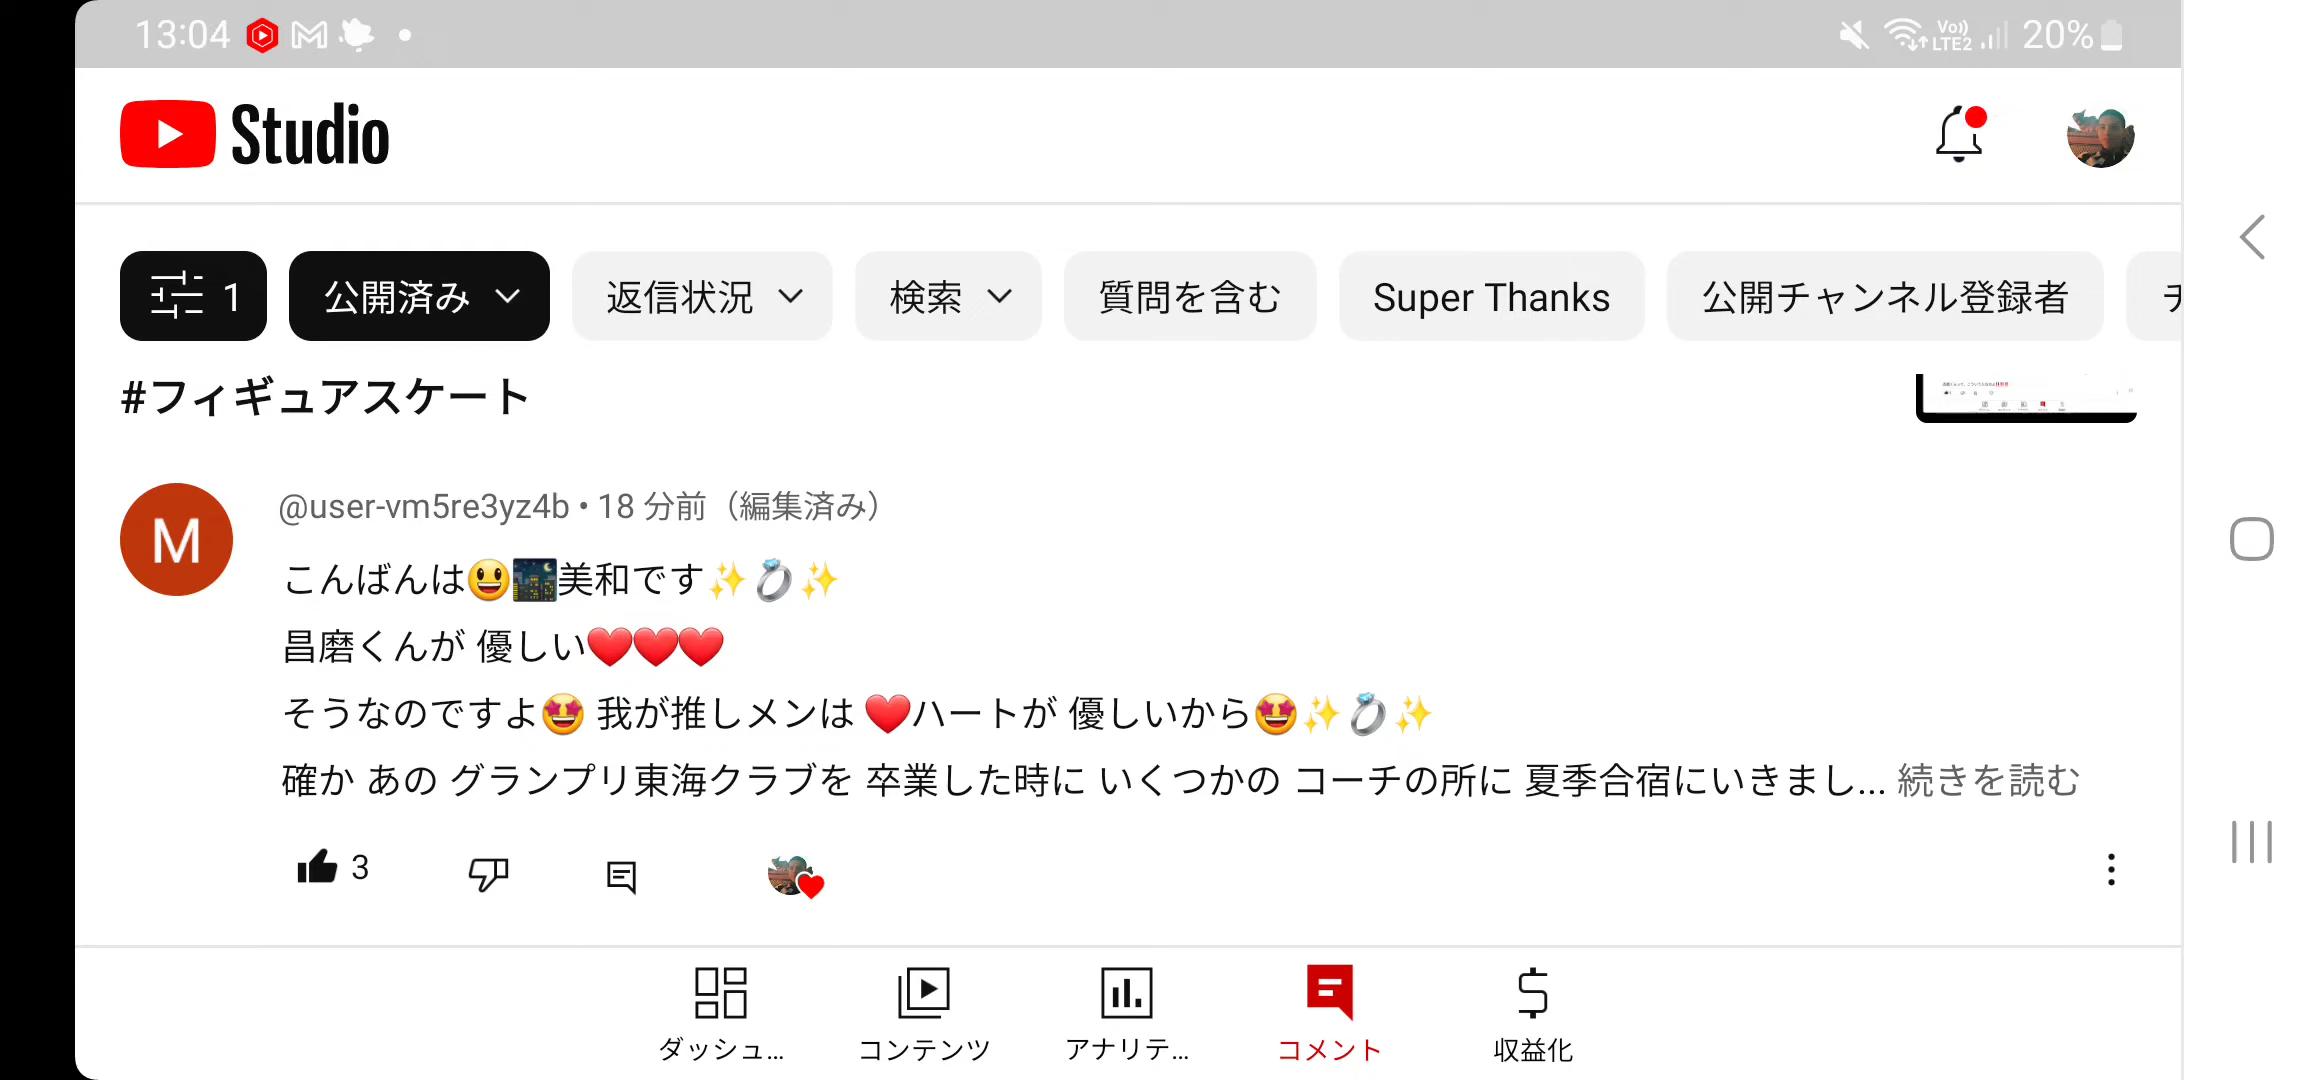 13:04 Vo)) LTE2 20%
Studio
1 公開済み 返信状況 検索 質問を含む Super Thanks 公開チャンネル登録者
#フィギュアスケート
M
@user-vm5re3yz4b • 18 分前（編集済み）
こんばんは😃🌃美和です✨💍✨
昌磨くんが 優しい❤️❤️❤️
そうなのですよ🤩 我が推しメンは ❤️ハートが 優しいから🤩✨💍✨
確か あの グランプリ東海クラブを 卒業した時に いくつかの コーチの所に 夏季合宿にいきまし... 続きを読む
3
ダッシュ... コンテンツ アナリテ... コメント 収益化